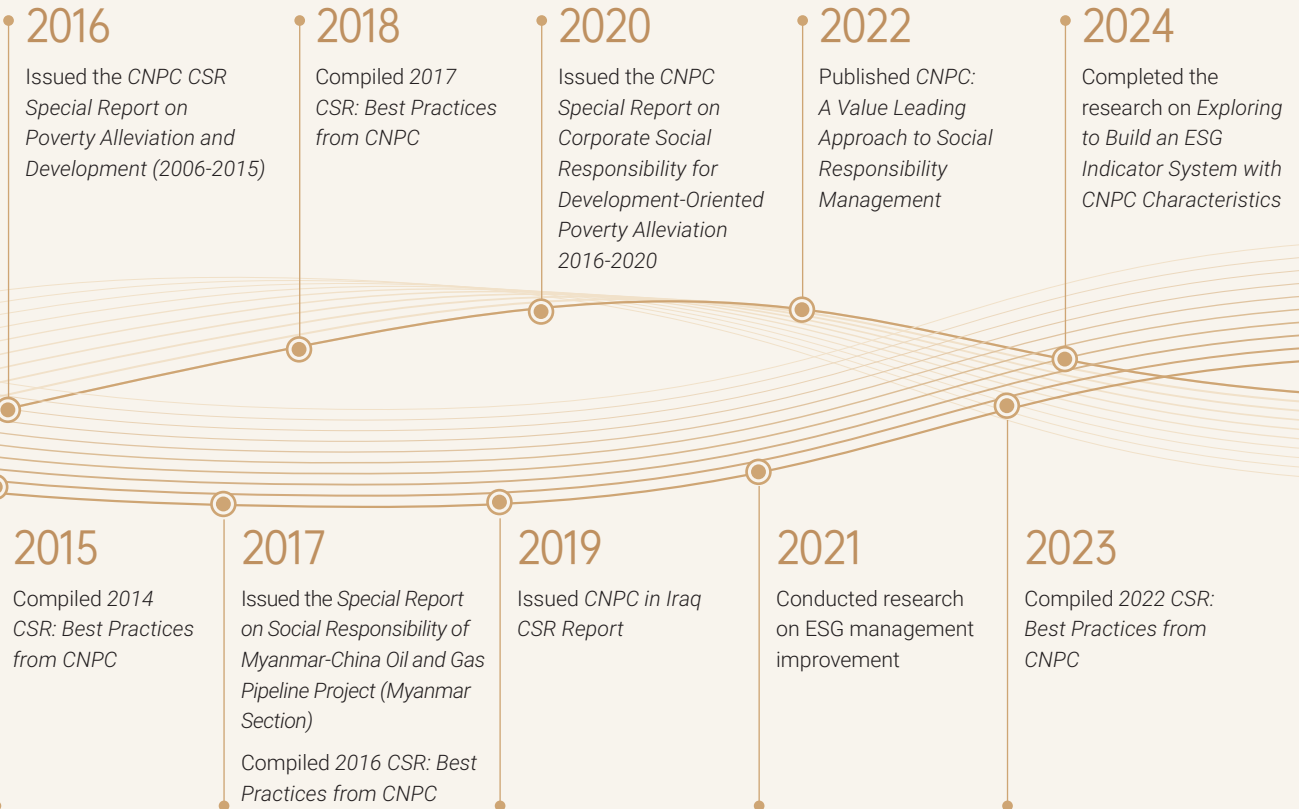 2016
Issued the CNPC CSR
Special Report on
Poverty Alleviation and
Development (2006-2015)
2018
Compiled 2017
CSR: Best Practices
from CNPC
2020
Issued the CNPC
Special Report on
Corporate Social
Responsibility for
Development-Oriented
Poverty Alleviation
2016-2020
2022
Published CNPC:
A Value Leading
Approach to Social
Responsibility
Management
2024
Completed the
research on Exploring
to Build an ESG
Indicator System with
CNPC Characteristics
2015
Compiled 2014
CSR: Best Practices
from CNPC
2017
Issued the Special Report
on Social Responsibility of
Myanmar-China Oil and Gas
Pipeline Project (Myanmar
Section)
Compiled 2016 CSR: Best
Practices from CNPC
2019
Issued CNPC in Iraq
CSR Report
2021
Conducted research
on ESG management
improvement
2023
Compiled 2022 CSR:
Best Practices from
CNPC